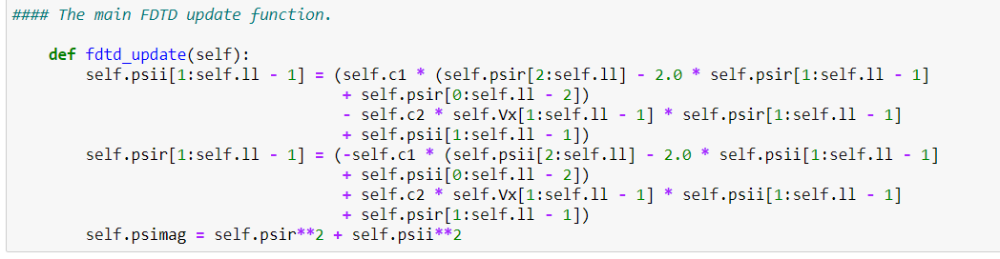 #### The main FDTD update function.
def fdtd_update(self):
self.psii[1:self.ll - 1] = (self.c1 * (self.psir[2:self.ll] - 2.0 * self.psir[1:self.ll - 1]
+ self.psir[0:self.ll - 2])
- self.c2 * self.Vx[1:self.ll - 1] * self.psir[1:self.ll - 1]
+ self.psii[1:self.ll - 1])
self.psir[1:self.ll - 1] = (-self.c1 * (self.psii[2:self.ll] - 2.0 * self.psii[1:self.ll - 1]
+ self.psii[0:self.ll - 2])
+ self.c2 * self.Vx[1:self.ll - 1] * self.psii[1:self.ll - 1]
+ self.psir[1:self.ll - 1])
self.psimag = self.psir**2 + self.psii**2